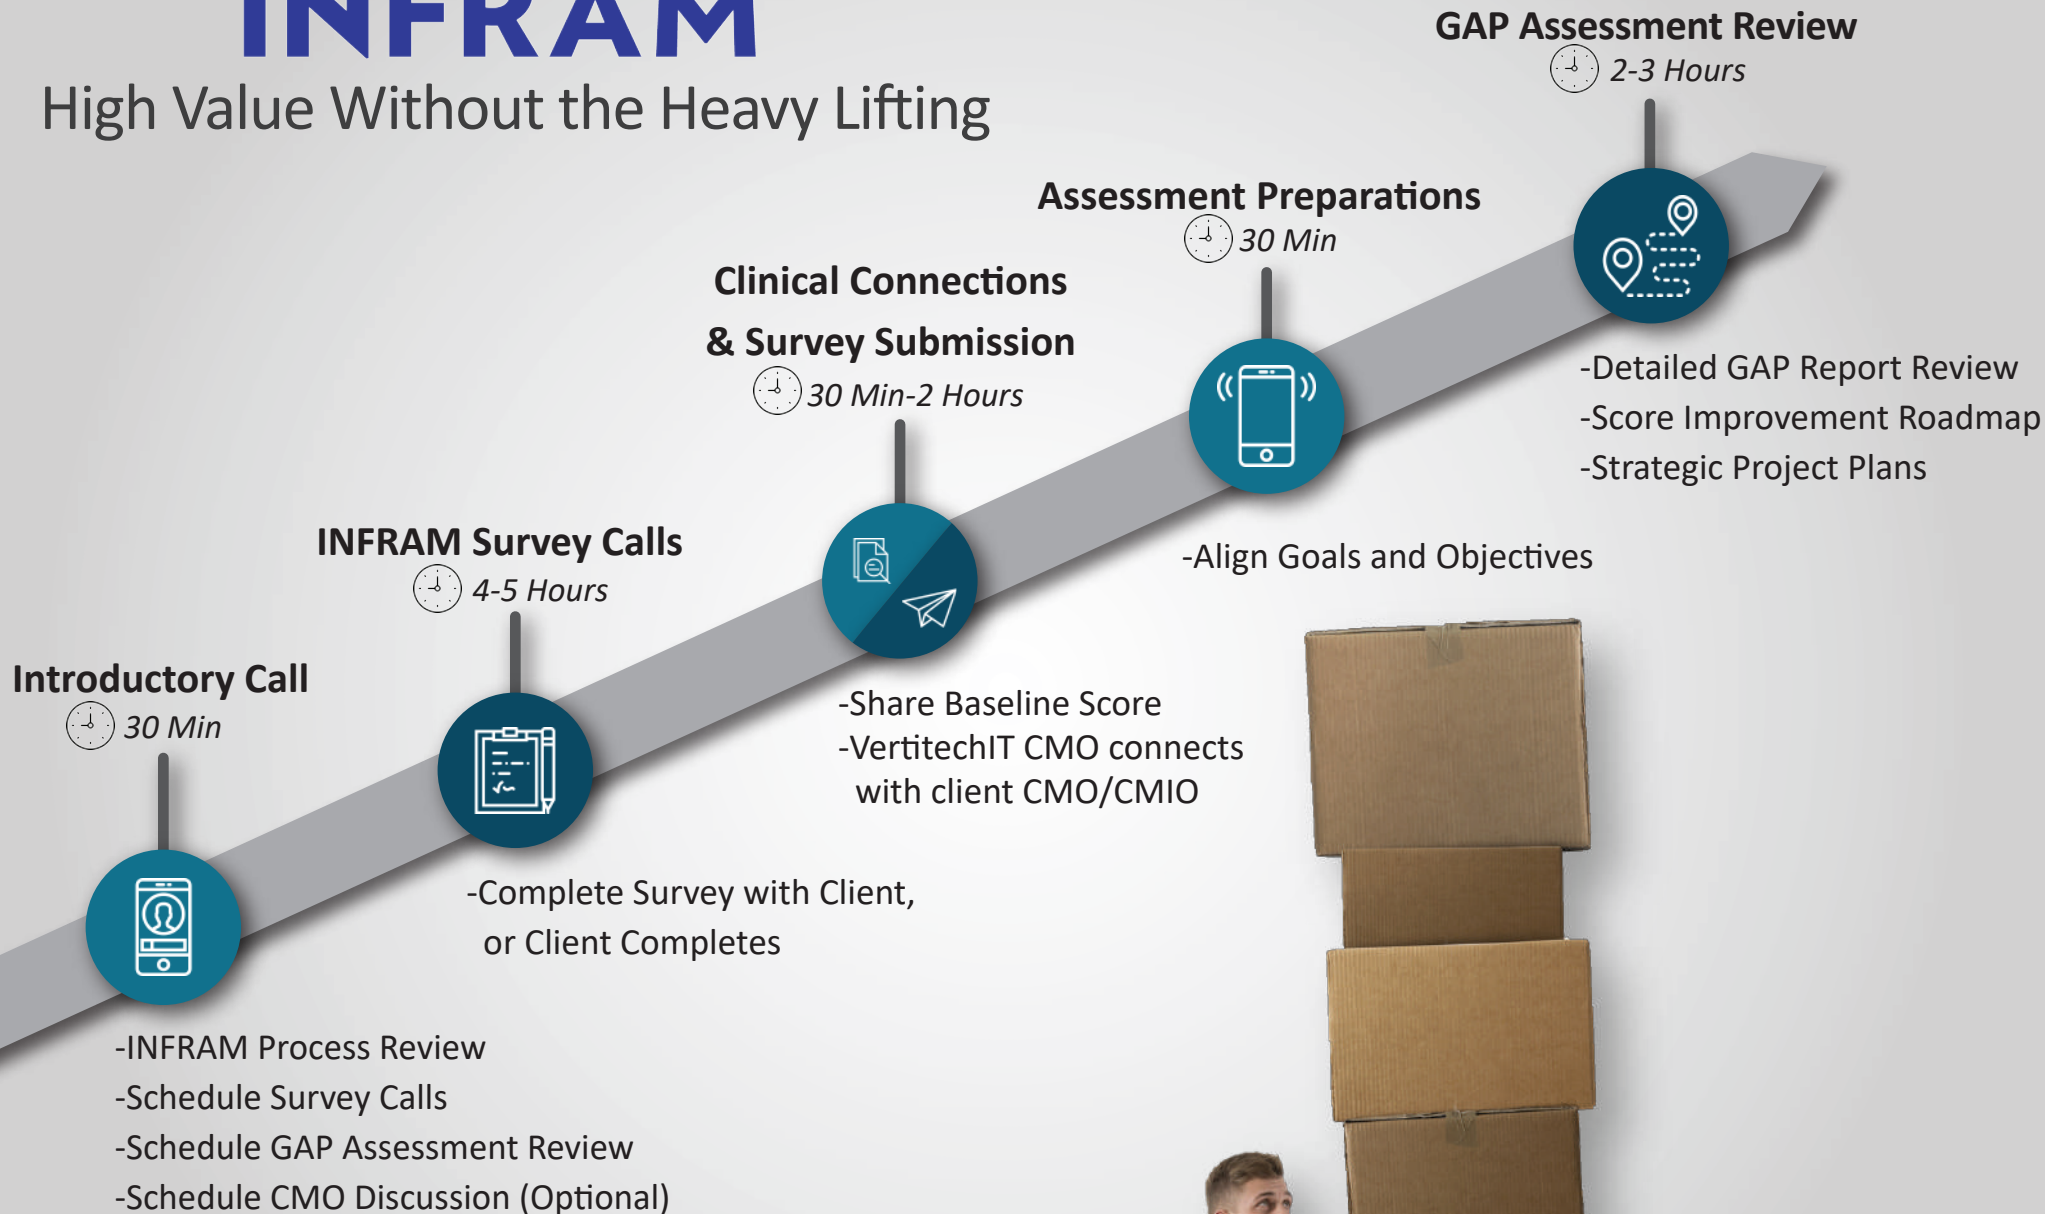 INFRAM
High Value Without the Heavy Lifting
Introductory Call
30 Min
-INFRAM Process Review
-Schedule Survey Calls
-Schedule GAP Assessment Review
-Schedule CMO Discussion (Optional)
INFRAM Survey Calls
4-5 Hours
-Complete Survey with Client,
or Client Completes
Clinical Connections
& Survey Submission
30 Min-2 Hours
-Share Baseline Score
-VertitechIT CMO connects
with client CMO/CMIO
Assessment Preparations
30 Min
-Align Goals and Objectives
GAP Assessment Review
2-3 Hours
-Detailed GAP Report Review
-Score Improvement Roadmap
-Strategic Project Plans